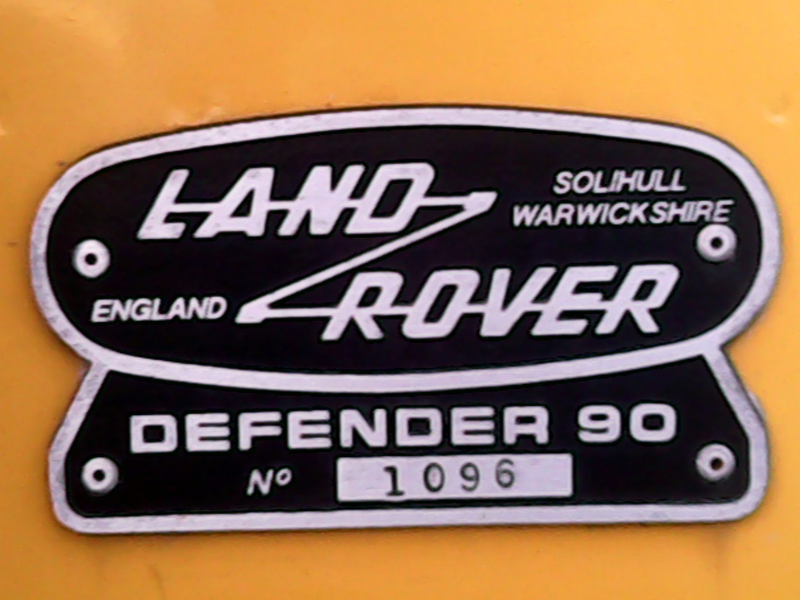 LAND
SOLIHULL
WARWICKSHIRE
ENGLAND
ROVER
DEFENDER 90
Nº 1096